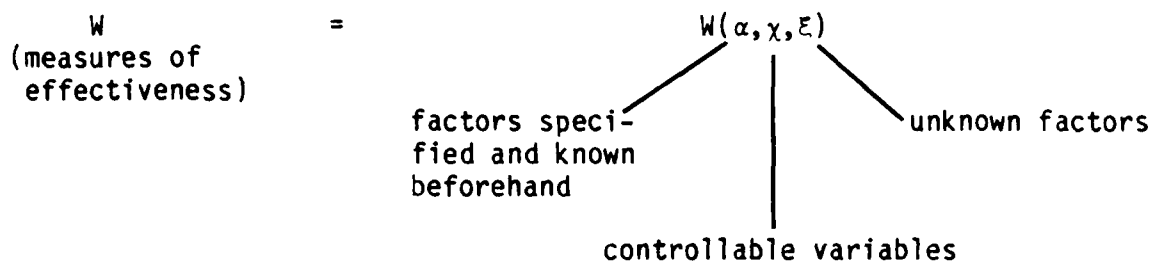 W = W(α,χ,ξ)
(measures of
effectiveness)
factors speci-
fied and known
beforehand
unknown factors
controllable variables